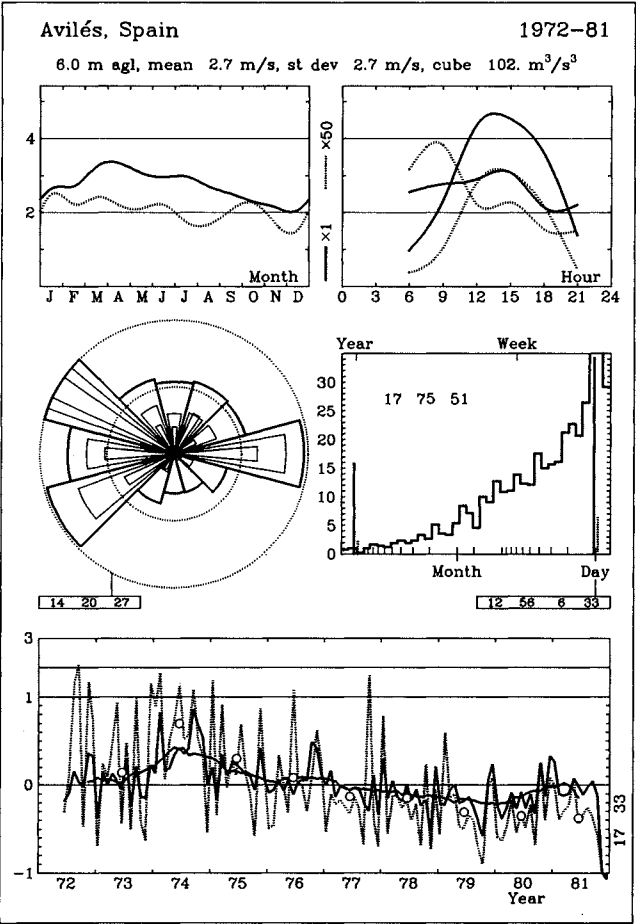 Avilés, Spain 1972–81
6.0 m agl, mean 2.7 m/s, st dev 2.7 m/s, cube 102. m³/s³
4
2
×1 ×50
Month
J F M A M J J A S O N D
Hour
0 3 6 9 12 15 18 21 24
Year Week
30
25
20
15
10
5
0
17 75 51
Month Day
14 20 27
12 56 6 33
3
1
0
-1
17 33
72 73 74 75 76 77 78 79 80 81
Year